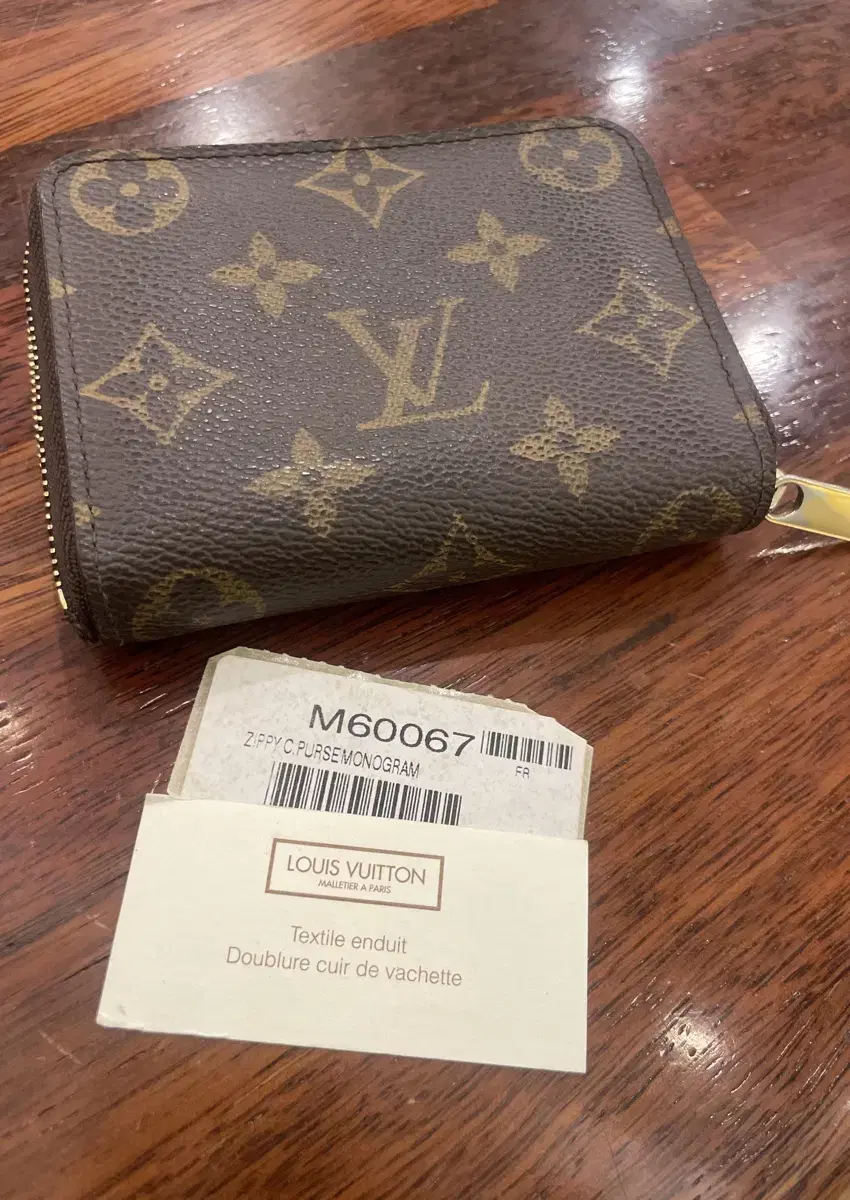 LV
M60067
FR
ZIPPY C.PURSE MONOGRAM
LOUIS VUITTON
MALLETIER A PARIS
Textile enduit
Doublure cuir de vachette